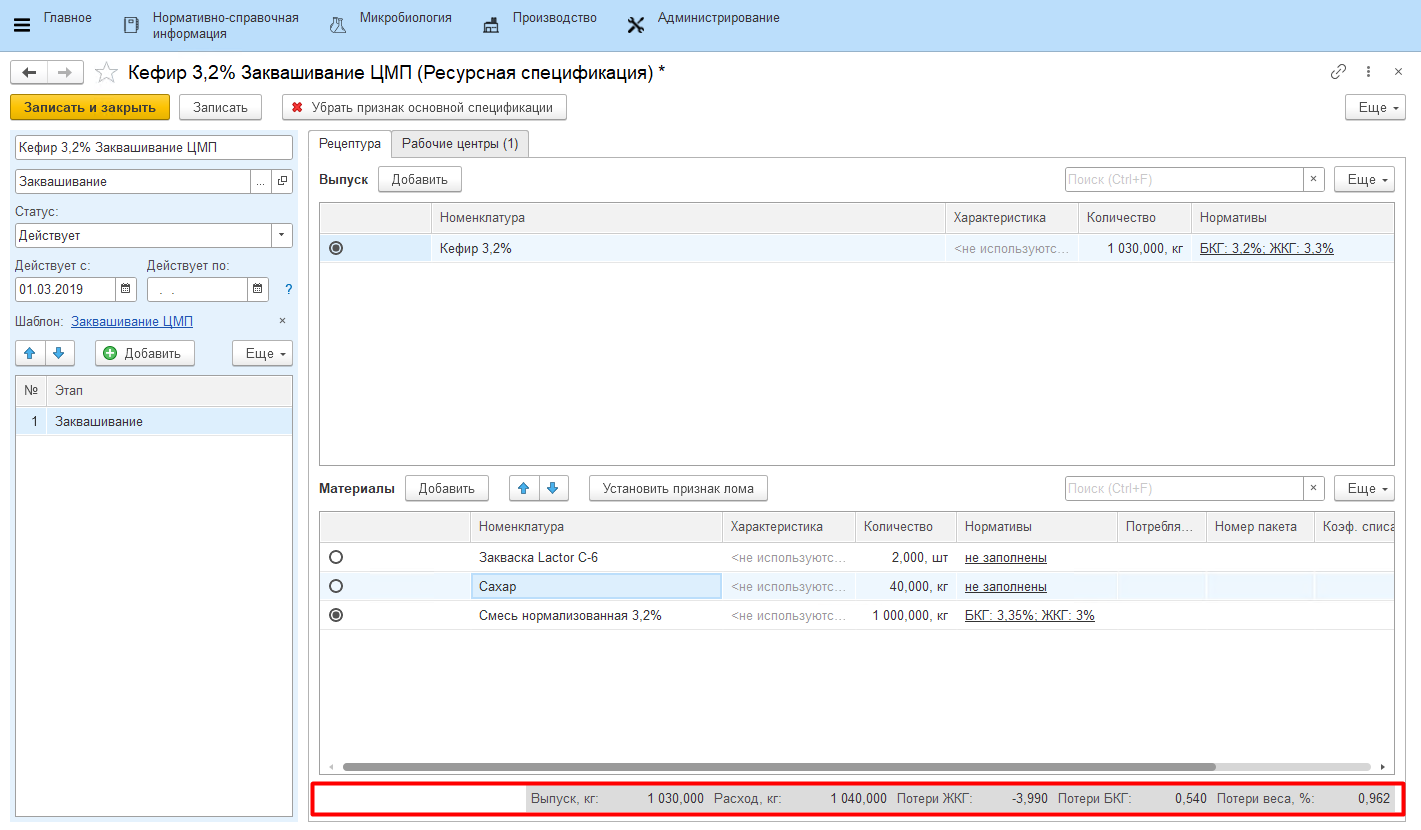 Главное
Нормативно-справочная
информация
Микробиология
Производство
Администрирование
Кефир 3,2% Заквашивание ЦМП (Ресурсная спецификация) *
Записать и закрыть
Записать
Убрать признак основной спецификации
Еще
Кефир 3,2% Заквашивание ЦМП
Заквашивание
...
Статус:
Действует
Действует с:
Действует по:
01.03.2019
. .
?
Шаблон: Заквашивание ЦМП
Добавить
Еще
№ Этап
1 Заквашивание
Рецептура
Рабочие центры (1)
Выпуск
Добавить
Поиск (Ctrl+F)
Еще
Номенклатура Характеристика Количество Нормативы
Кефир 3,2% <не используютс... 1 030,000, кг БКГ: 3,2%; ЖКГ: 3,3%
Материалы
Добавить
Установить признак лома
Поиск (Ctrl+F)
Еще
Номенклатура Характеристика Количество Нормативы Потребля... Номер пакета Коэф. списа
Закваска Lactor C-6 <не используютс... 2,000, шт не заполнены
Сахар <не используютс... 40,000, кг не заполнены
Смесь нормализованная 3,2% <не используютс... 1 000,000, кг БКГ: 3,35%; ЖКГ: 3%
Выпуск, кг: 1 030,000 Расход, кг: 1 040,000 Потери ЖКГ: -3,990 Потери БКГ: 0,540 Потери веса, %: 0,962